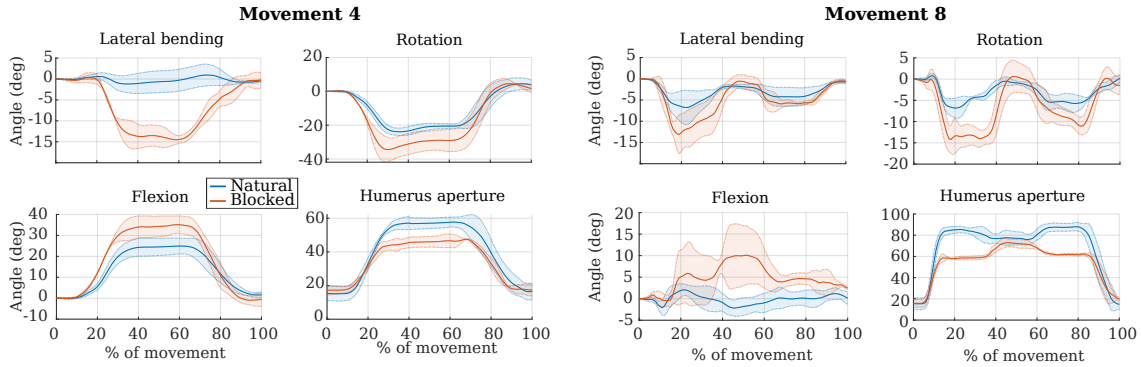 Movement 4
Movement 8
Lateral bending
Rotation
Lateral bending
Rotation
Angle (deg)
5
0
-5
-10
-15
20
0
-20
-40
Angle (deg)
5
0
-5
-10
-15
5
0
-5
-10
-15
-20
Flexion
Natural
Blocked
Humerus aperture
Flexion
Humerus aperture
Angle (deg)
40
30
20
10
0
-10
60
40
20
0
Angle (deg)
20
15
10
5
0
-5
100
80
60
40
20
0
0 20 40 60 80 100
0 20 40 60 80 100
0 20 40 60 80 100
0 20 40 60 80 100
% of movement
% of movement
% of movement
% of movement